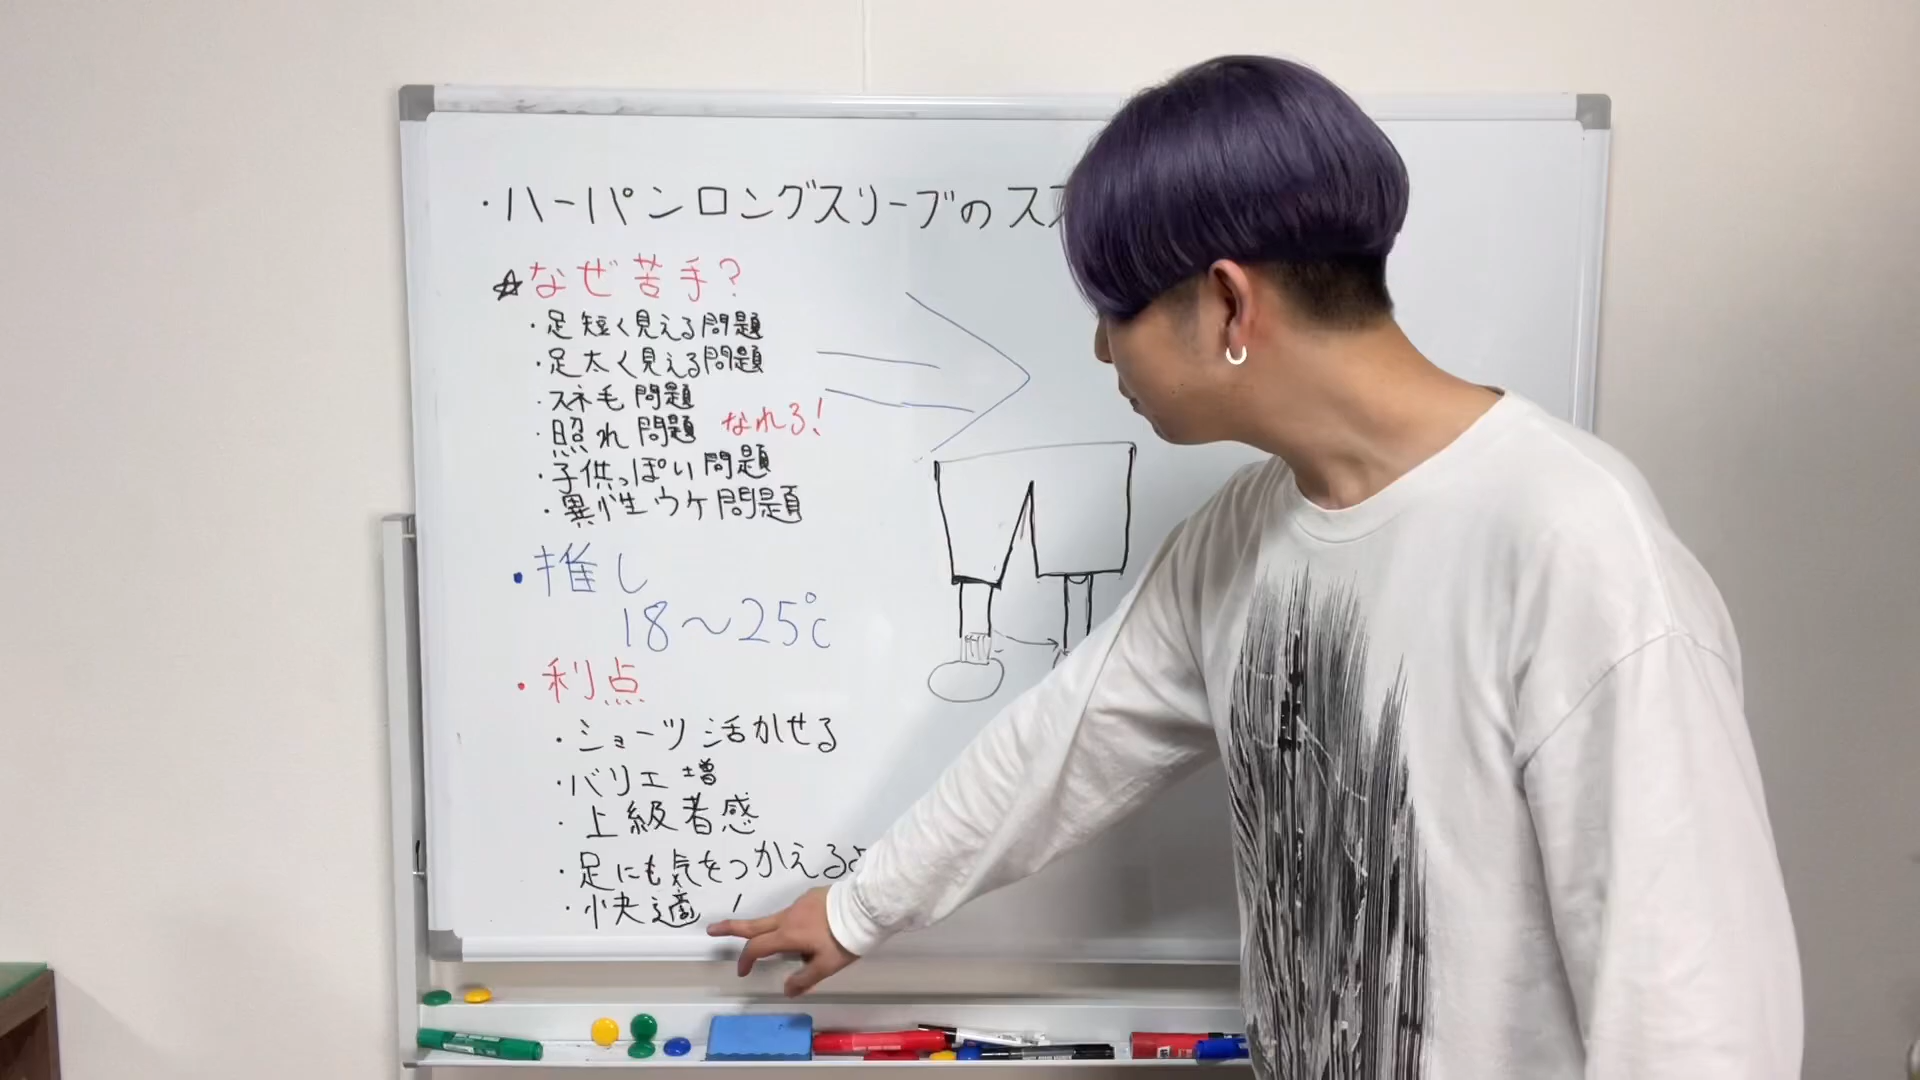 ・ハーパンロングスリーブのスス
☆なぜ苦手?
・足短く見える問題
・足太く見える問題
・スネ毛問題
・照れ問題 なれろ!
・子供っぽい問題
・異性ウケ問題
・推し
18～25℃
・利点
・ショーツ活かせる
・バリエ増
・上級者感
・足にも気をつかえる
・快適